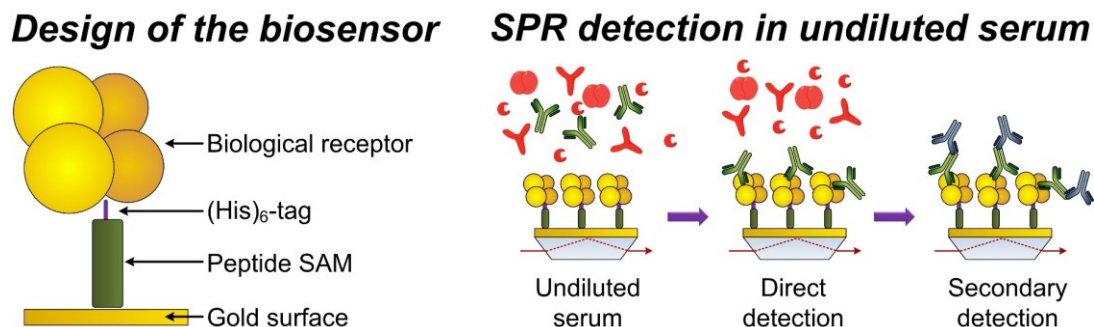 Design of the biosensor
Biological receptor
(His)₆-tag
Peptide SAM
Gold surface
SPR detection in undiluted serum
Undiluted
serum
Direct
detection
Secondary
detection